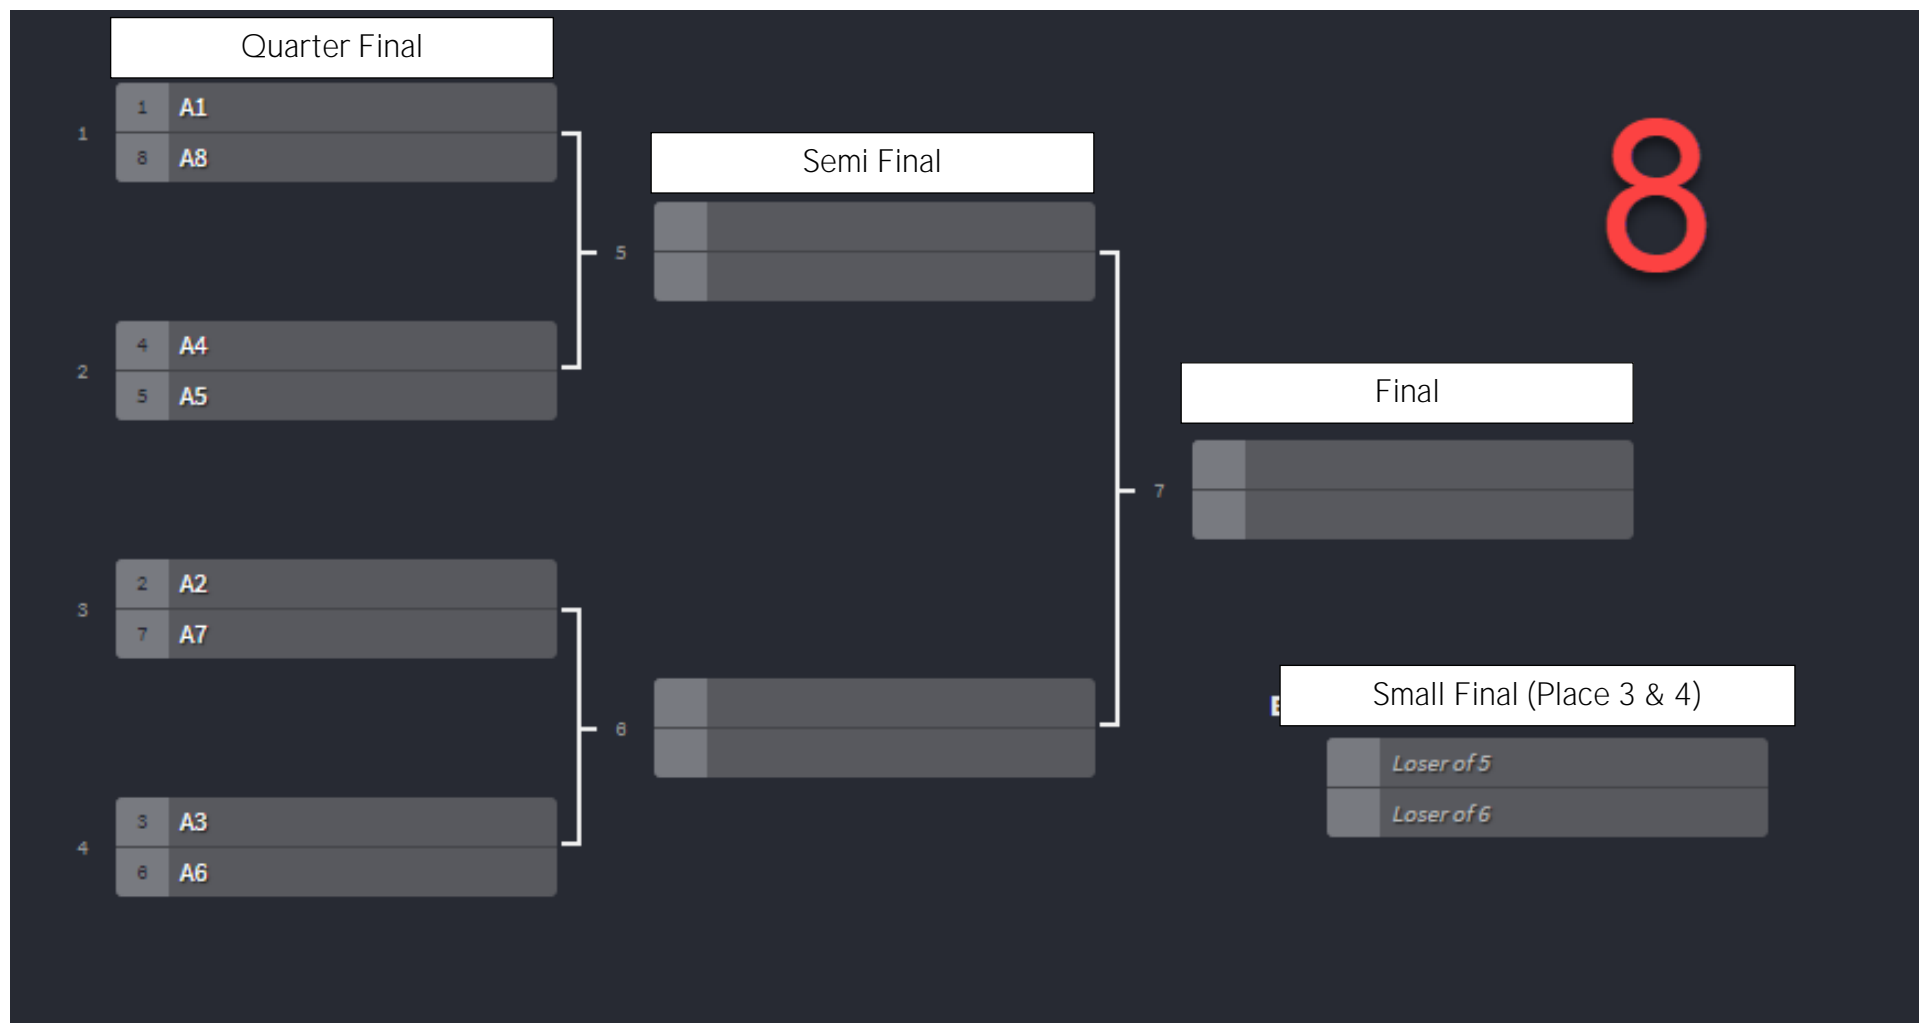 Quarter Final
1
1 A1
8 A8
2
4 A4
5 A5
3
2 A2
7 A7
4
3 A3
6 A6
Semi Final
5
6
8
Final
7
Small Final (Place 3 & 4)
Loser of 5
Loser of 6